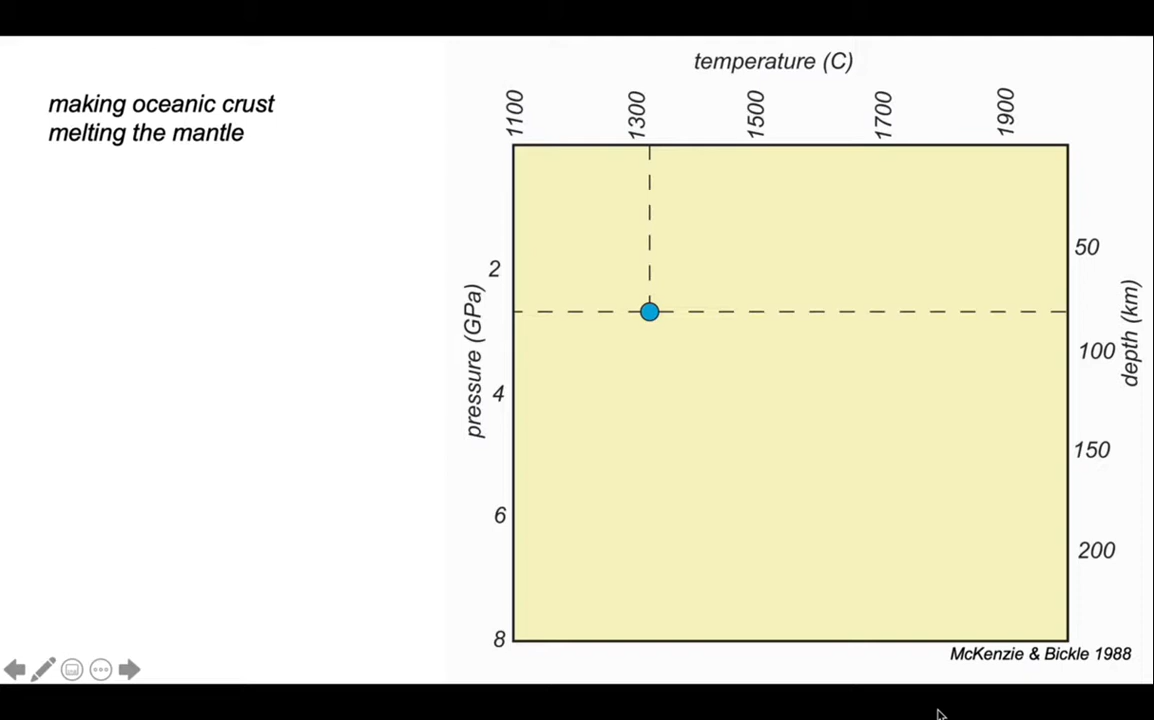 making oceanic crust
melting the mantle
temperature (C)
1100
1300
1500
1700
1900
pressure (GPa)
2
4
6
8
50
100
150
200
depth (km)
McKenzie & Bickle 1988